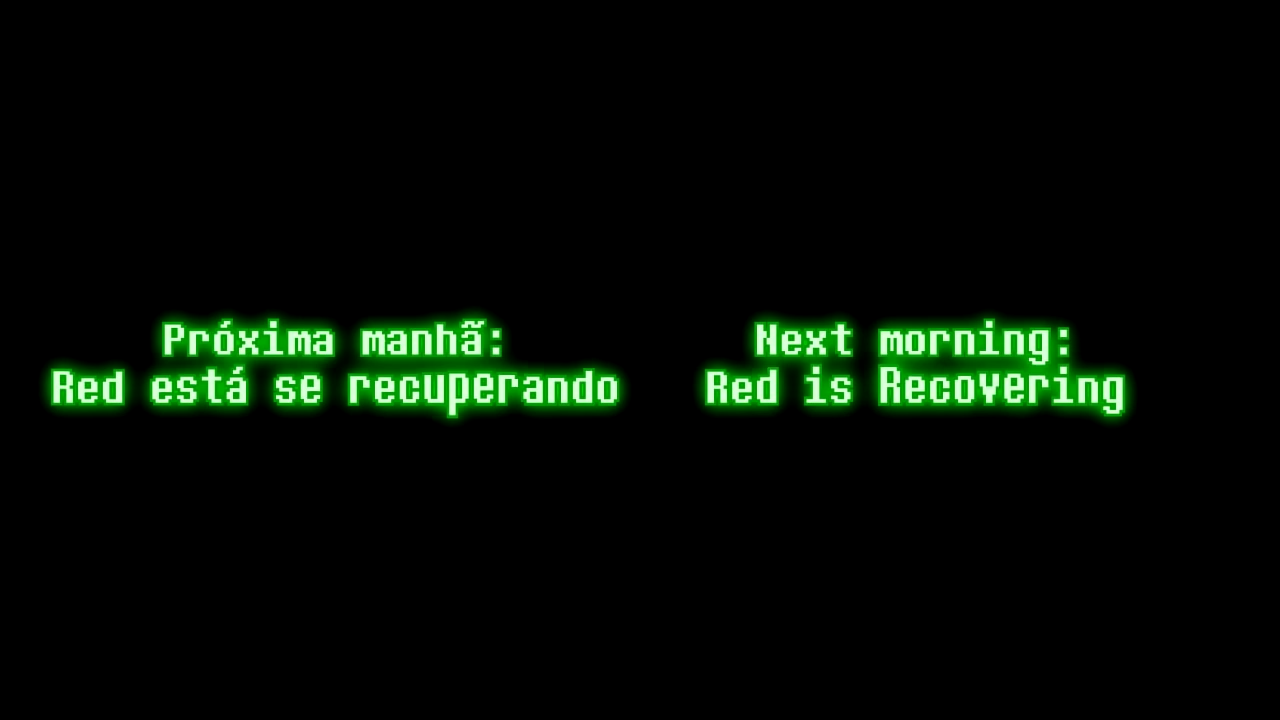 Próxima manhã:
Red está se recuperando
Next morning:
Red is Recovering